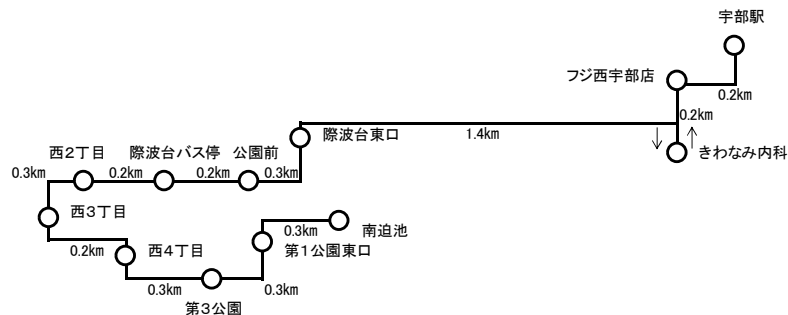 宇部駅
フジ西宇部店
0.2km
0.2km
際波台東口
1.4km
きわなみ内科
西2丁目
際波台バス停
公園前
0.3km
0.2km
0.2km
0.3km
西3丁目
南迫池
0.3km
第1公園東口
0.2km
西4丁目
0.3km
0.3km
第3公園